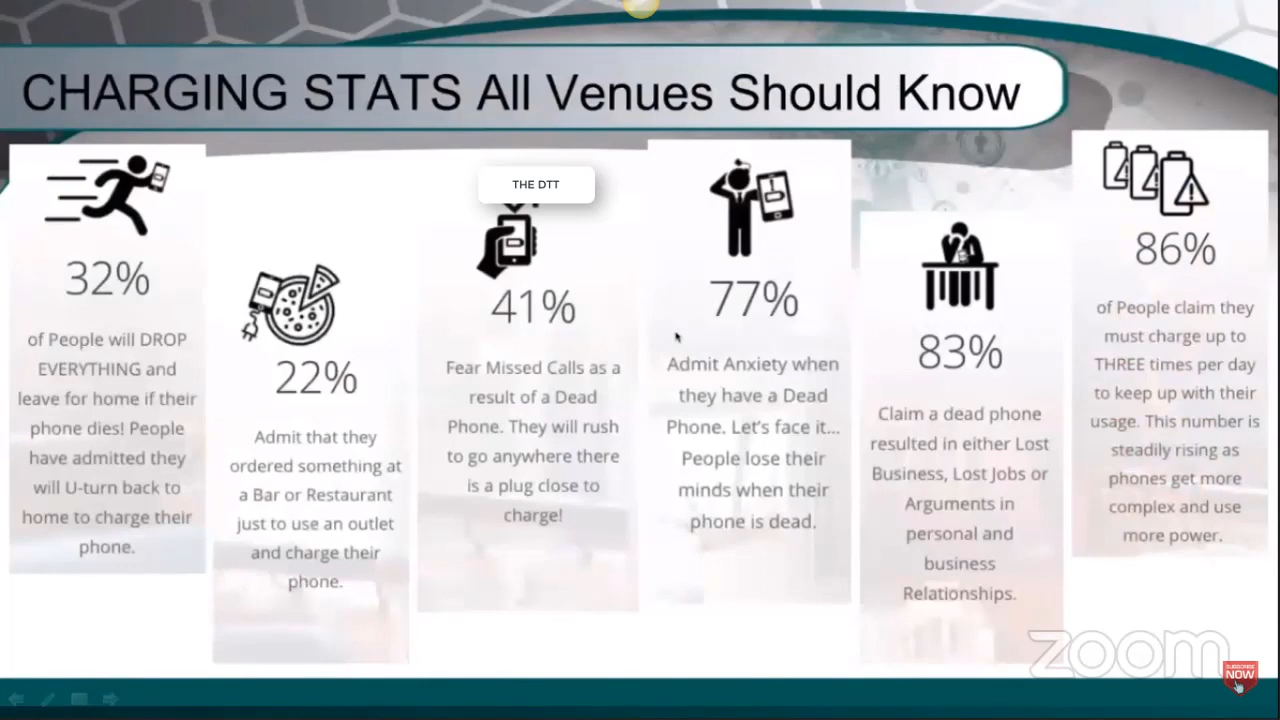 CHARGING STATS All Venues Should Know
32%
of People will DROP
EVERYTHING and
leave for home if their
phone dies! People
have admitted they
will U-turn back to
home to charge their
phone.
22%
Admit that they
ordered something at
a Bar or Restaurant
just to use an outlet
and charge their
phone.
THE DTT
41%
Fear Missed Calls as a
result of a Dead
Phone. They will rush
to go anywhere there
is a plug close to
charge!
77%
Admit Anxiety when
they have a Dead
Phone. Let's face it...
People lose their
minds when their
phone is dead.
83%
Claim a dead phone
resulted in either Lost
Business, Lost Jobs or
Arguments in
personal and
business
Relationships.
86%
of People claim they
must charge up to
THREE times per day
to keep up with their
usage. This number is
steadily rising as
phones get more
complex and use
more power.
zoom
SUBSCRIBE
NOW